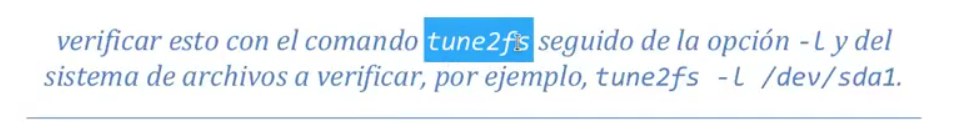 verificar esto con el comando tune2fs seguido de la opción -l y del
sistema de archivos a verificar, por ejemplo, tune2fs -l /dev/sda1.